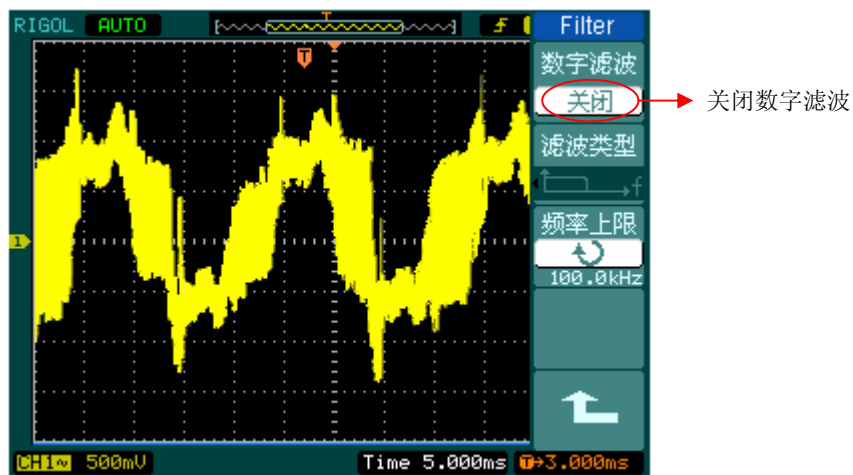 RIGOL AUTO T f Filter
T
数字滤波
关闭
关闭数字滤波
滤波类型
f
1
频率上限
100.0kHz
CH1~ 500mV Time 5.000ms T→3.000ms